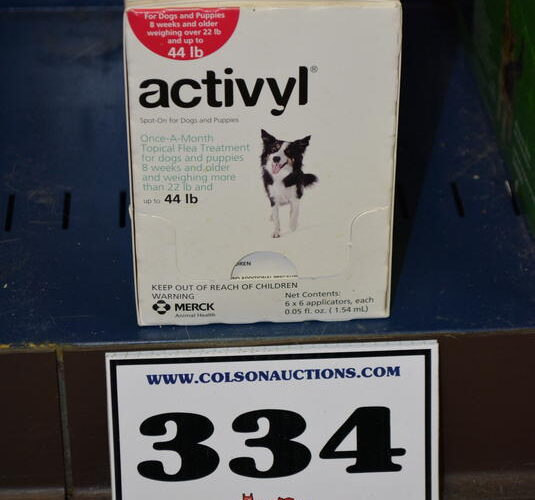 For Dogs and Puppies
8 weeks and older
weighing over 22 lb
and up to
44 lb
activyl®
Spot-On for Dogs and Puppies
Once-A-Month
Topical Flea Treatment
for dogs and puppies
8 weeks and older
and weighing more
than 22 lb and
up to 44 lb
KEEP OUT OF REACH OF CHILDREN
WARNING
MERCK
Animal Health
Net Contents:
6 x 6 applicators, each
0.05 fl. oz. ( 1.54 mL)
WWW.COLSONAUCTIONS.COM
334